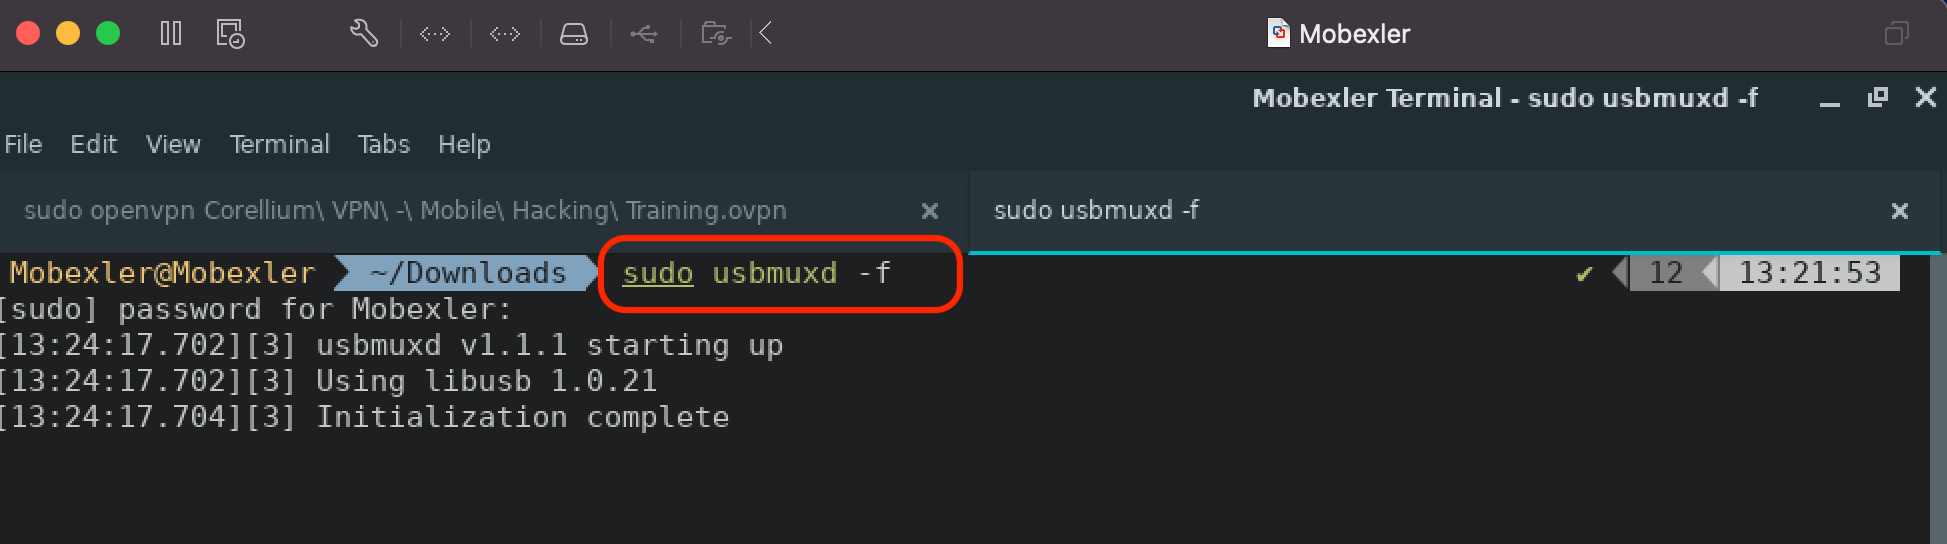 Mobexler
Mobexler Terminal - sudo usbmuxd -f
File Edit View Terminal Tabs Help
sudo openvpn Corellium\ VPN\ -\ Mobile\ Hacking\ Training.ovpn
sudo usbmuxd -f
Mobexler@Mobexler ~/Downloads sudo usbmuxd -f ✔ 12 13:21:53
[sudo] password for Mobexler:
[13:24:17.702][3] usbmuxd v1.1.1 starting up
[13:24:17.702][3] Using libusb 1.0.21
[13:24:17.704][3] Initialization complete